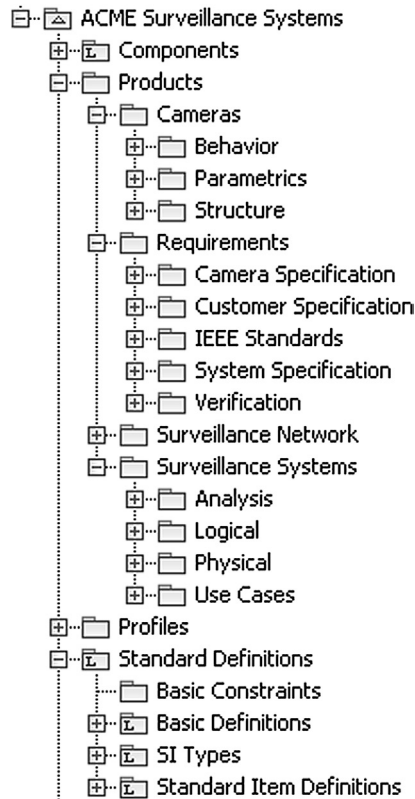 ACME Surveillance Systems
Components
Products
Cameras
Behavior
Parametrics
Structure
Requirements
Camera Specification
Customer Specification
IEEE Standards
System Specification
Verification
Surveillance Network
Surveillance Systems
Analysis
Logical
Physical
Use Cases
Profiles
Standard Definitions
Basic Constraints
Basic Definitions
SI Types
Standard Item Definitions